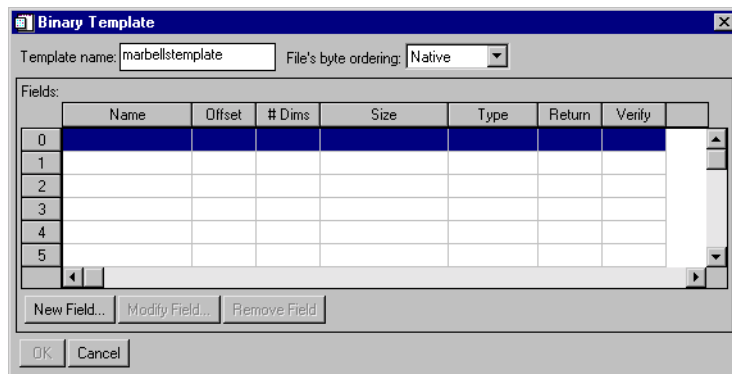 Binary Template
Template name: marbellstemplate File's byte ordering: Native
Fields:
Name Offset # Dims Size Type Return Verify
0
1
2
3
4
5
New Field... Modify Field... Remove Field
OK Cancel